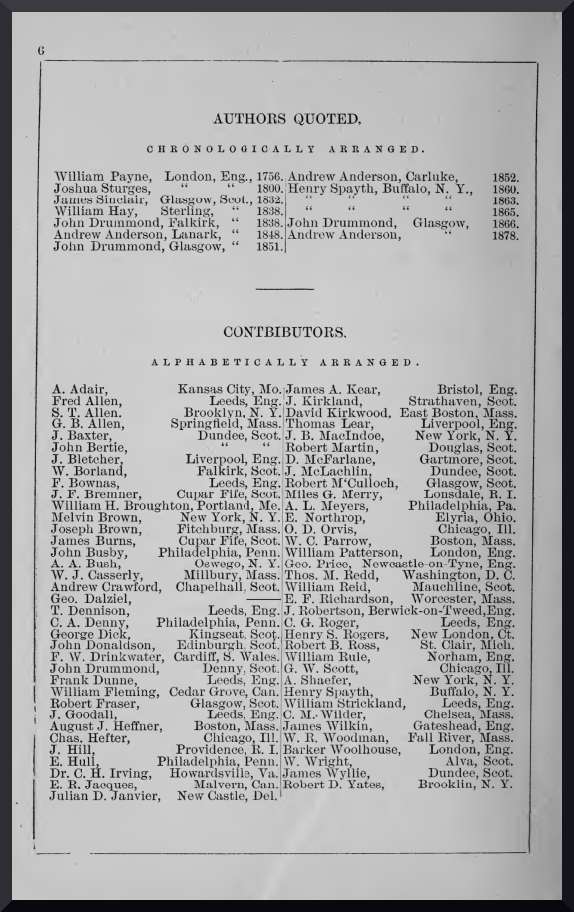 6
AUTHORS QUOTED,
CHRONOLOGICALLY ARRANGED.
William Payne, London, Eng., 1756.
Joshua Sturges, " " 1800.
James Sinclair, Glasgow, Scot., 1832.
William Hay, Sterling, " 1838.
John Drummond, Falkirk, " 1838.
Andrew Anderson, Lanark, " 1848.
John Drummond, Glasgow, " 1851.
Andrew Anderson, Carluke, 1852.
Henry Spayth, Buffalo, N. Y., 1860.
" " " " 1863.
" " " " 1865.
John Drummond, Glasgow, 1866.
Andrew Anderson, " 1878.
CONTBIBUTORS.
ALPHABETICALLY ARRANGED.
A. Adair, Kansas City, Mo.
Fred Allen, Leeds, Eng.
S. T. Allen. Brooklyn, N. Y.
G. B. Allen, Springfield, Mass.
J. Baxter, Dundee, Scot.
John Bertie, " "
J. Bletcher, Liverpool, Eng.
W. Borland, Falkirk, Scot.
F. Bownas, Leeds, Eng.
J. F. Bremner, Cupar Fife, Scot.
William H. Broughton, Portland, Me.
Melvin Brown, New York, N. Y.
Joseph Brown, Fitchburg, Mass.
James Burns, Cupar Fife, Scot.
John Busby, Philadelphia, Penn.
A. A. Bush, Oswego, N. Y.
W. J. Casserly, Millbury, Mass.
Andrew Crawford, Chapelhall, Scot.
Geo. Dalziel, ———
T. Dennison, Leeds, Eng.
C. A. Denny, Philadelphia, Penn.
George Dick, Kingseat. Scot.
John Donaldson, Edinburgh. Scot.
F. W. Drinkwater, Cardiff, S. Wales.
John Drummond, Denny, Scot.
Frank Dunne, Leeds, Eng.
William Fleming, Cedar Grove, Can.
Robert Fraser, Glasgow, Scot.
J. Goodall, Leeds, Eng.
August J. Heffner, Boston, Mass.
Chas. Hefter, Chicago, Ill.
J. Hill, Providence, R. I.
E. Hull, Philadelphia, Penn.
Dr. C. H. Irving, Howardsville, Va.
E. R. Jacques, Malvern, Can.
Julian D. Janvier, New Castle, Del.
James A. Kear, Bristol, Eng.
J. Kirkland, Strathaven, Scot.
David Kirkwood, East Boston, Mass.
Thomas Lear, Liverpool, Eng.
J. B. MacIndoe, New York, N. Y.
Robert Martin, Douglas, Scot.
D. McFarlane, Gartmore, Scot.
J. McLachlin, Dundee, Scot.
Robert M'Culloch, Glasgow, Scot.
Miles G. Merry, Lonsdale, R. I.
A. L. Meyers, Philadelphia, Pa.
E. Northrop, Elyria, Ohio.
O. D. Orvis, Chicago, Ill.
W. C. Parrow, Boston, Mass.
William Patterson, London, Eng.
Geo. Price, Newcastle-on-Tyne, Eng.
Thos. M. Redd, Washington, D. C.
William Reid, Mauchline, Scot.
E. F. Richardson, Worcester, Mass.
J. Robertson, Berwick-on-Tweed, Eng.
C. G. Roger, Leeds, Eng.
Henry S. Rogers, New London, Ct.
Robert B. Ross, St. Clair, Mich.
William Rule, Norham, Eng.
G. W. Scott, Chicago, Ill.
A. Shaefer, New York, N. Y.
Henry Spayth, Buffalo, N. Y.
William Strickland, Leeds, Eng.
C. M. Wilder, Chelsea, Mass.
James Wilkin, Gateshead, Eng.
W. R. Woodman, Fall River, Mass.
Barker Woolhouse, London, Eng.
W. Wright, Alva, Scot.
James Wyllie, Dundee, Scot.
Robert D. Yates, Brooklin, N. Y.